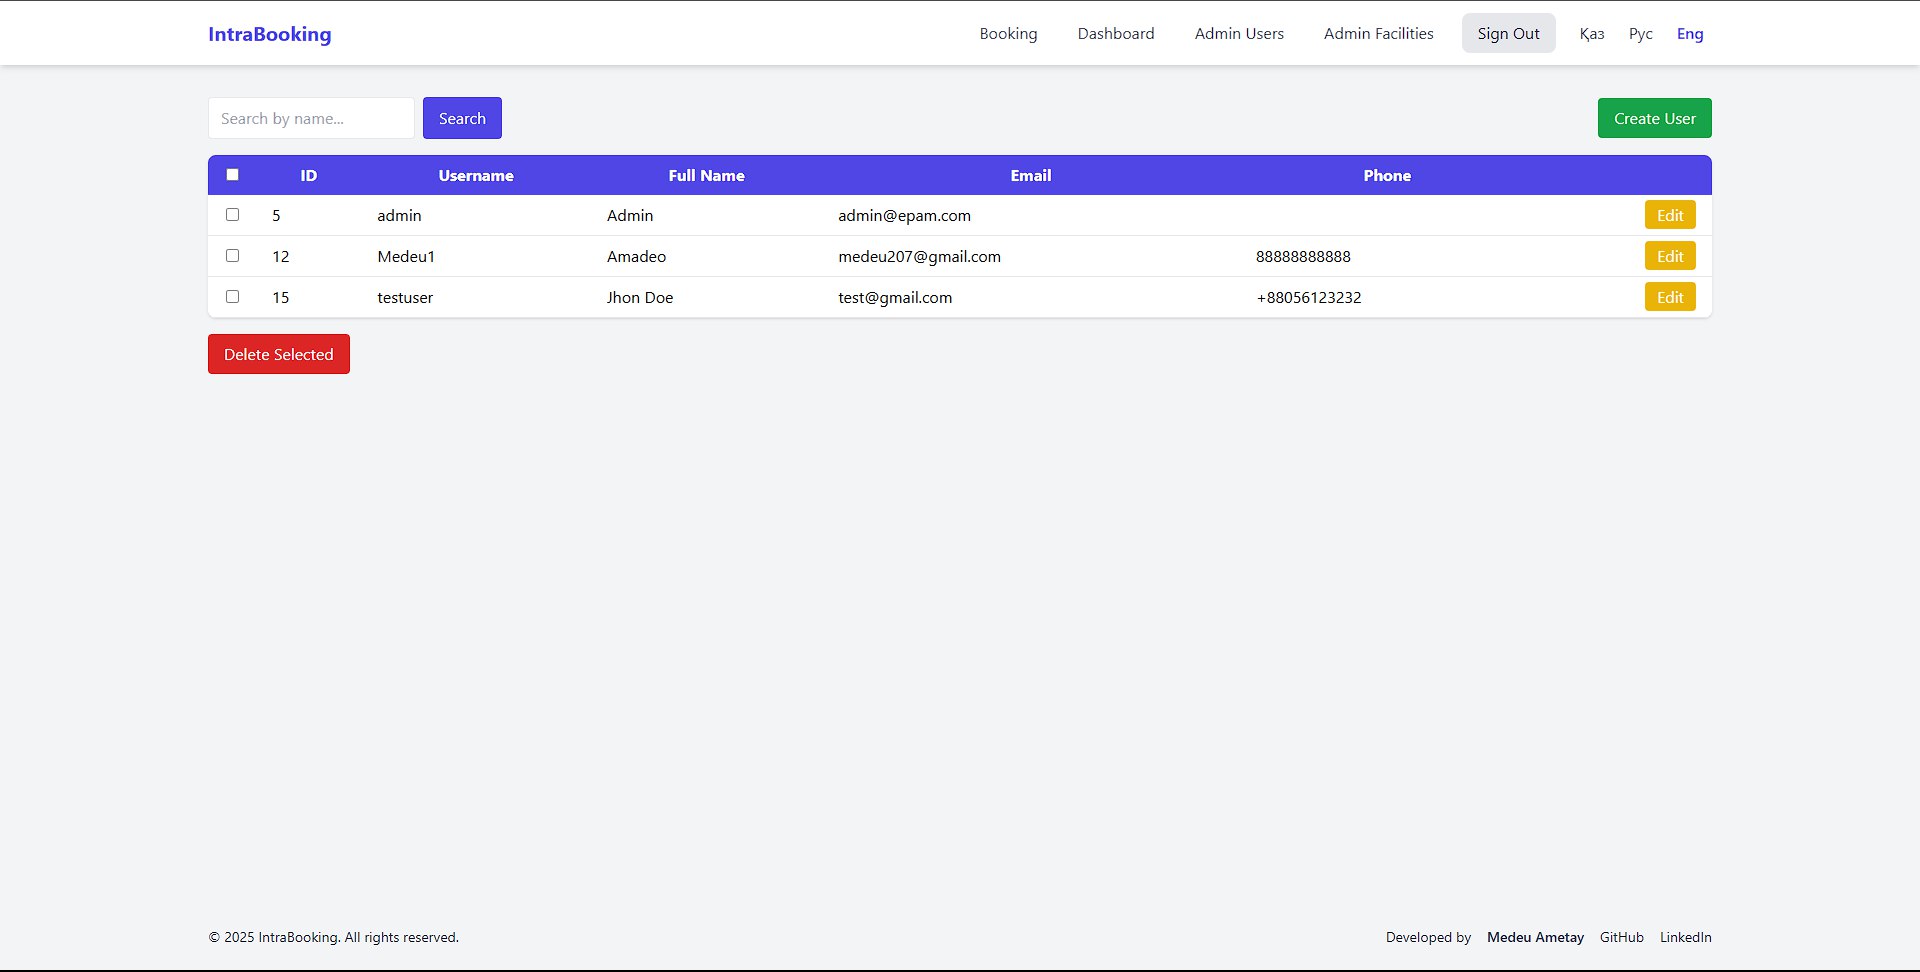 IntraBooking Booking Dashboard Admin Users Admin Facilities Sign Out Қаз Рус Eng
Search by name... Search Create User
ID Username Full Name Email Phone
5 admin Admin admin@epam.com Edit
12 Medeu1 Amadeo medeu207@gmail.com 88888888888 Edit
15 testuser Jhon Doe test@gmail.com +88056123232 Edit
Delete Selected
© 2025 IntraBooking. All rights reserved. Developed by Medeu Ametay GitHub LinkedIn